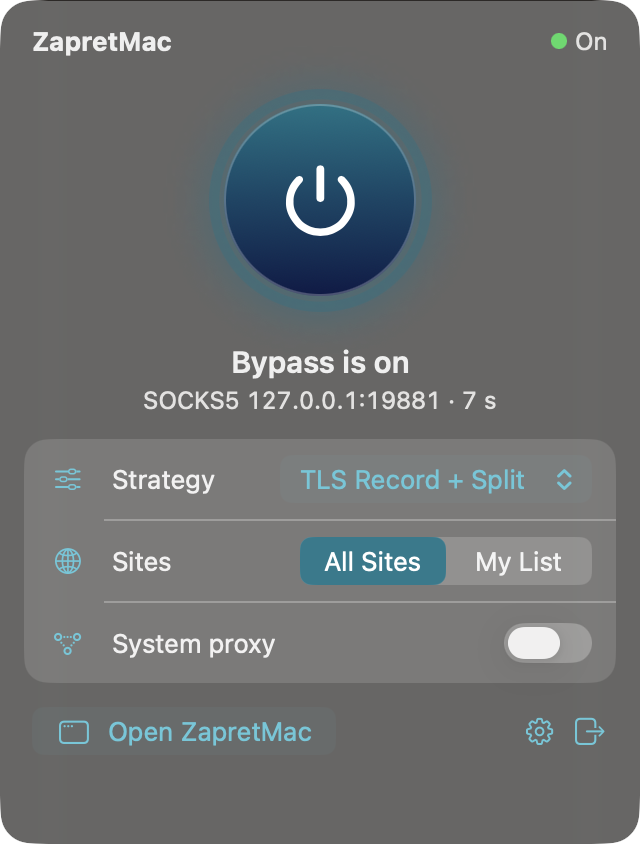 ZapretMac
On
Bypass is on
SOCKS5 127.0.0.1:19881 · 7 s
Strategy
TLS Record + Split
Sites
All Sites
My List
System proxy
Open ZapretMac